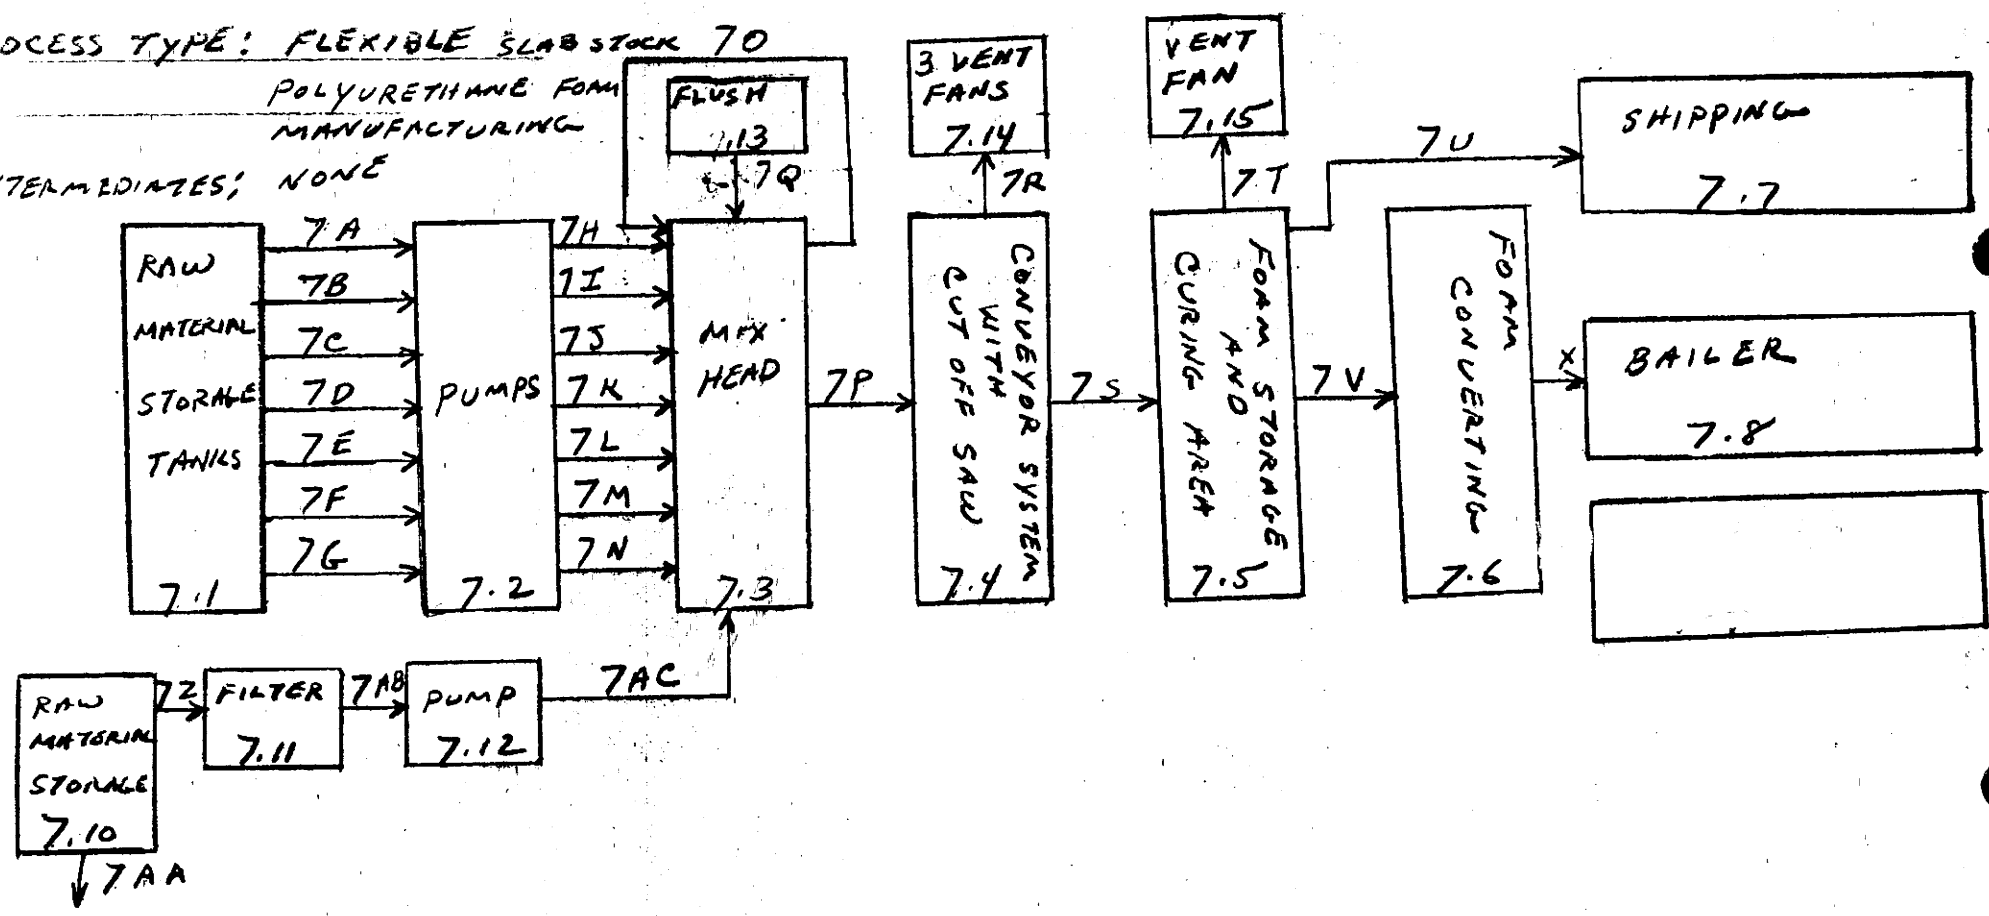 OCESS TYPE: FLEXIBLE SLABSTOCK
POLYURETHANE FOAM
MANUFACTURING
TERMEDIATES; NONE
7O
FLUSH
7.13
7Q
3 VENT
FANS
7.14
7R
VENT
FAN
7.15
7T
7U
SHIPPING
7.7
RAW
MATERIAL
STORAGE
TANKS
7.1
7A
7B
7C
7D
7E
7F
7G
PUMPS
7.2
7H
7I
7J
7K
7L
7M
7N
MIX
HEAD
7.3
7P
CONVEYOR SYSTEM
WITH
CUT OFF SAW
7.4
7S
FOAM STORAGE
AND
CURING AREA
7.5
7V
FOAM
CONVERTING
7.6
X
BAILER
7.8
RAW
MATERIAL
STORAGE
7.10
7Z
FILTER
7.11
7AB
PUMP
7.12
7AC
7AA